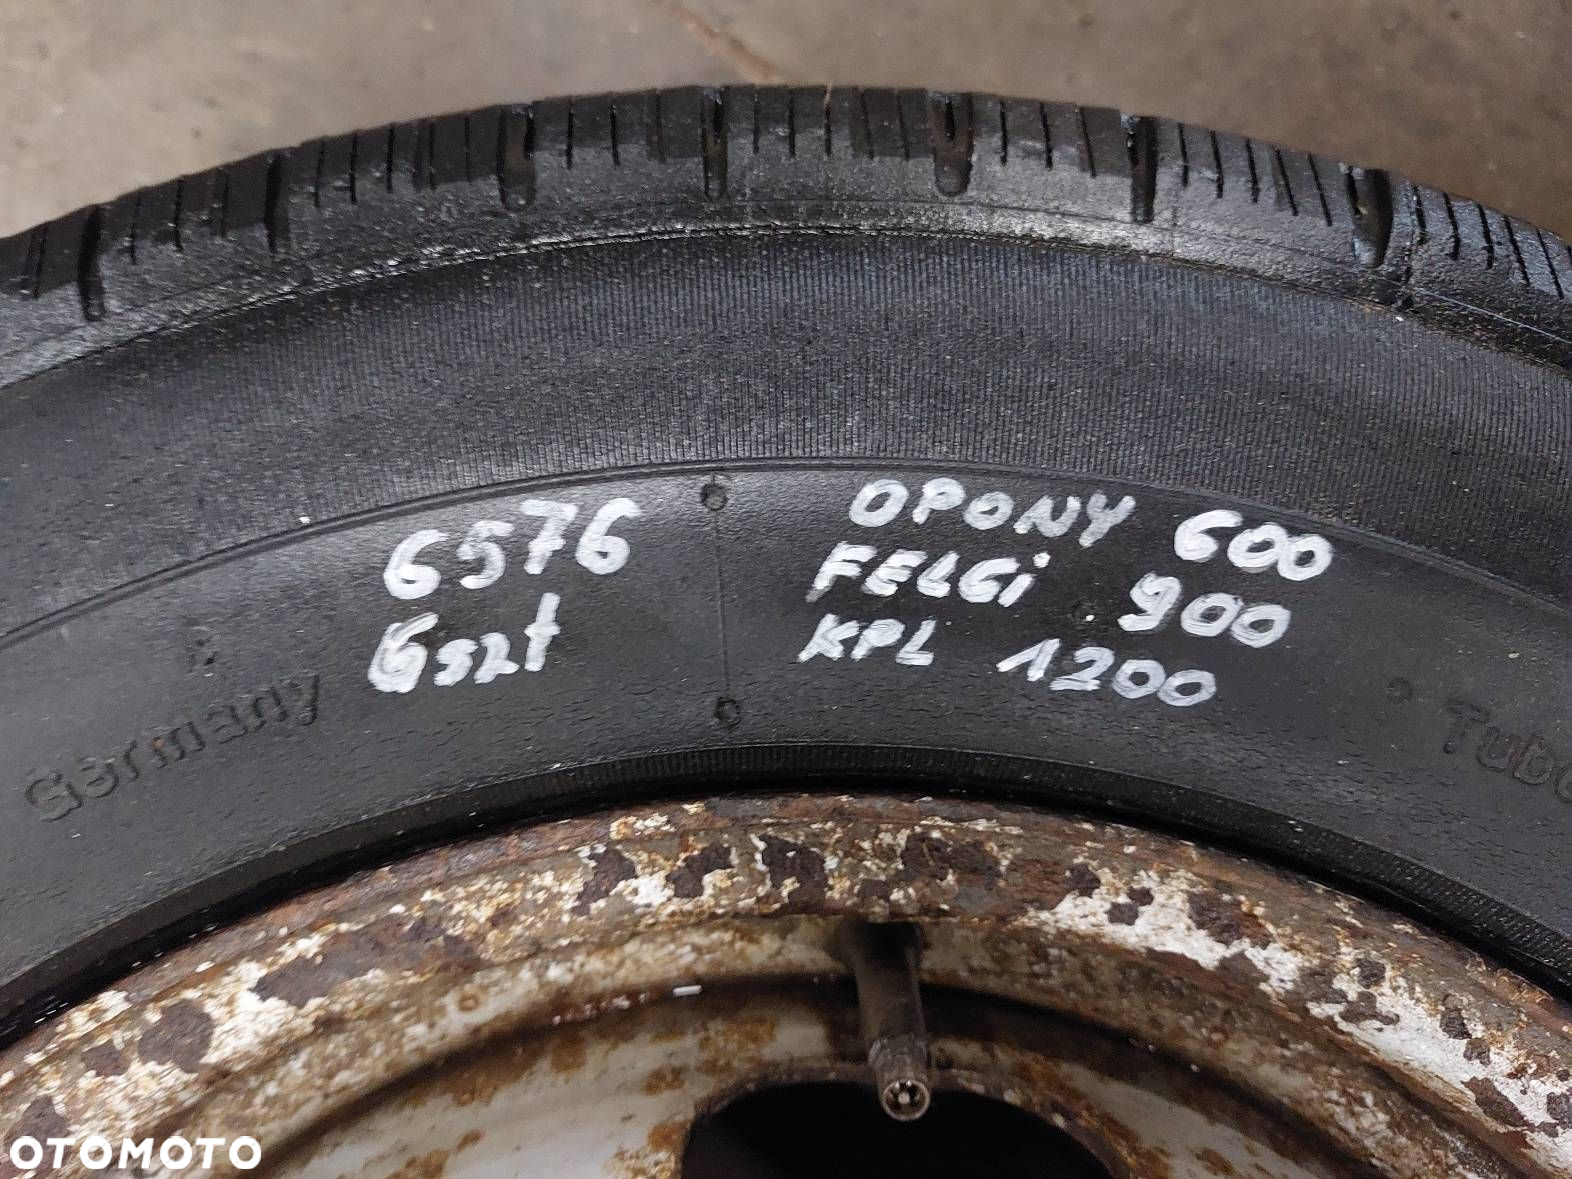 6576
6szt
OPONY 600
FELGi 900
KPL 1200
Germany
OTOMOTO